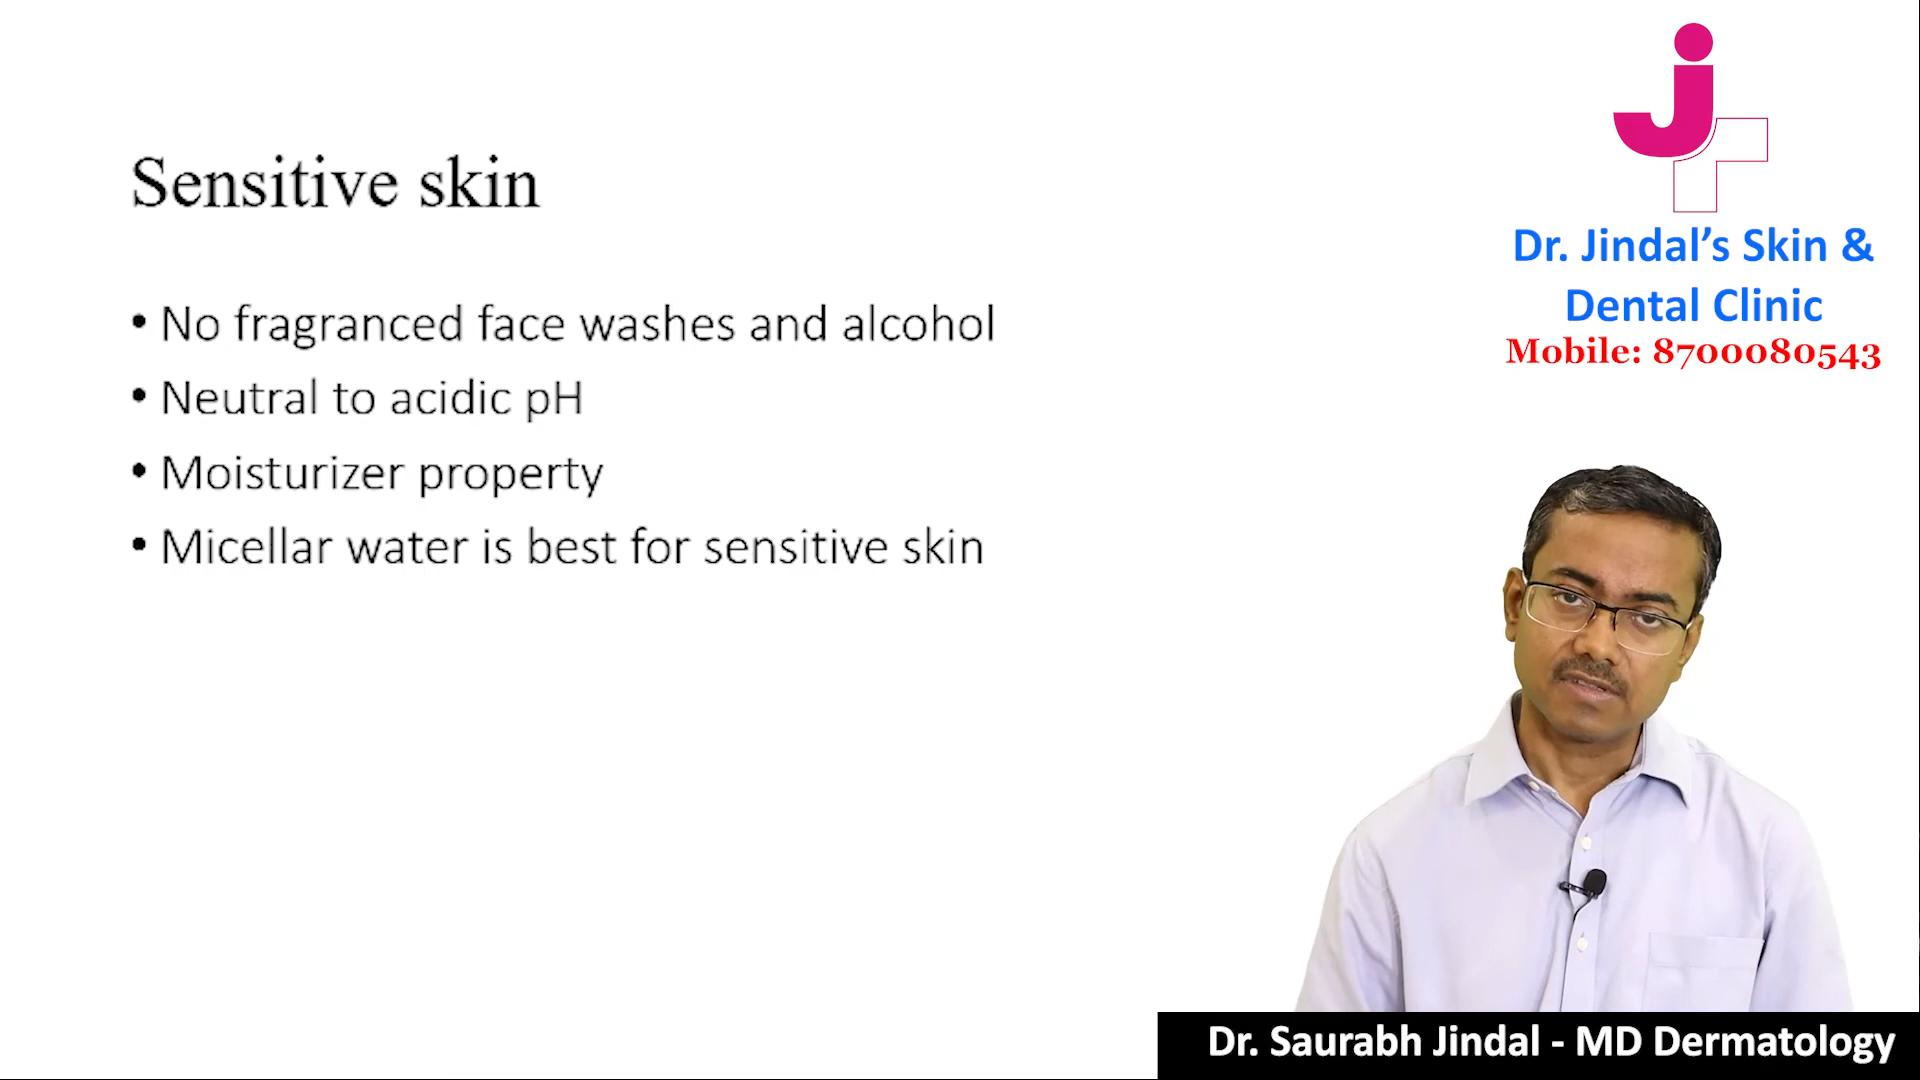 Sensitive skin
• No fragranced face washes and alcohol
• Neutral to acidic pH
• Moisturizer property
• Micellar water is best for sensitive skin
Dr. Jindal’s Skin &
Dental Clinic
Mobile: 8700080543
Dr. Saurabh Jindal - MD Dermatology